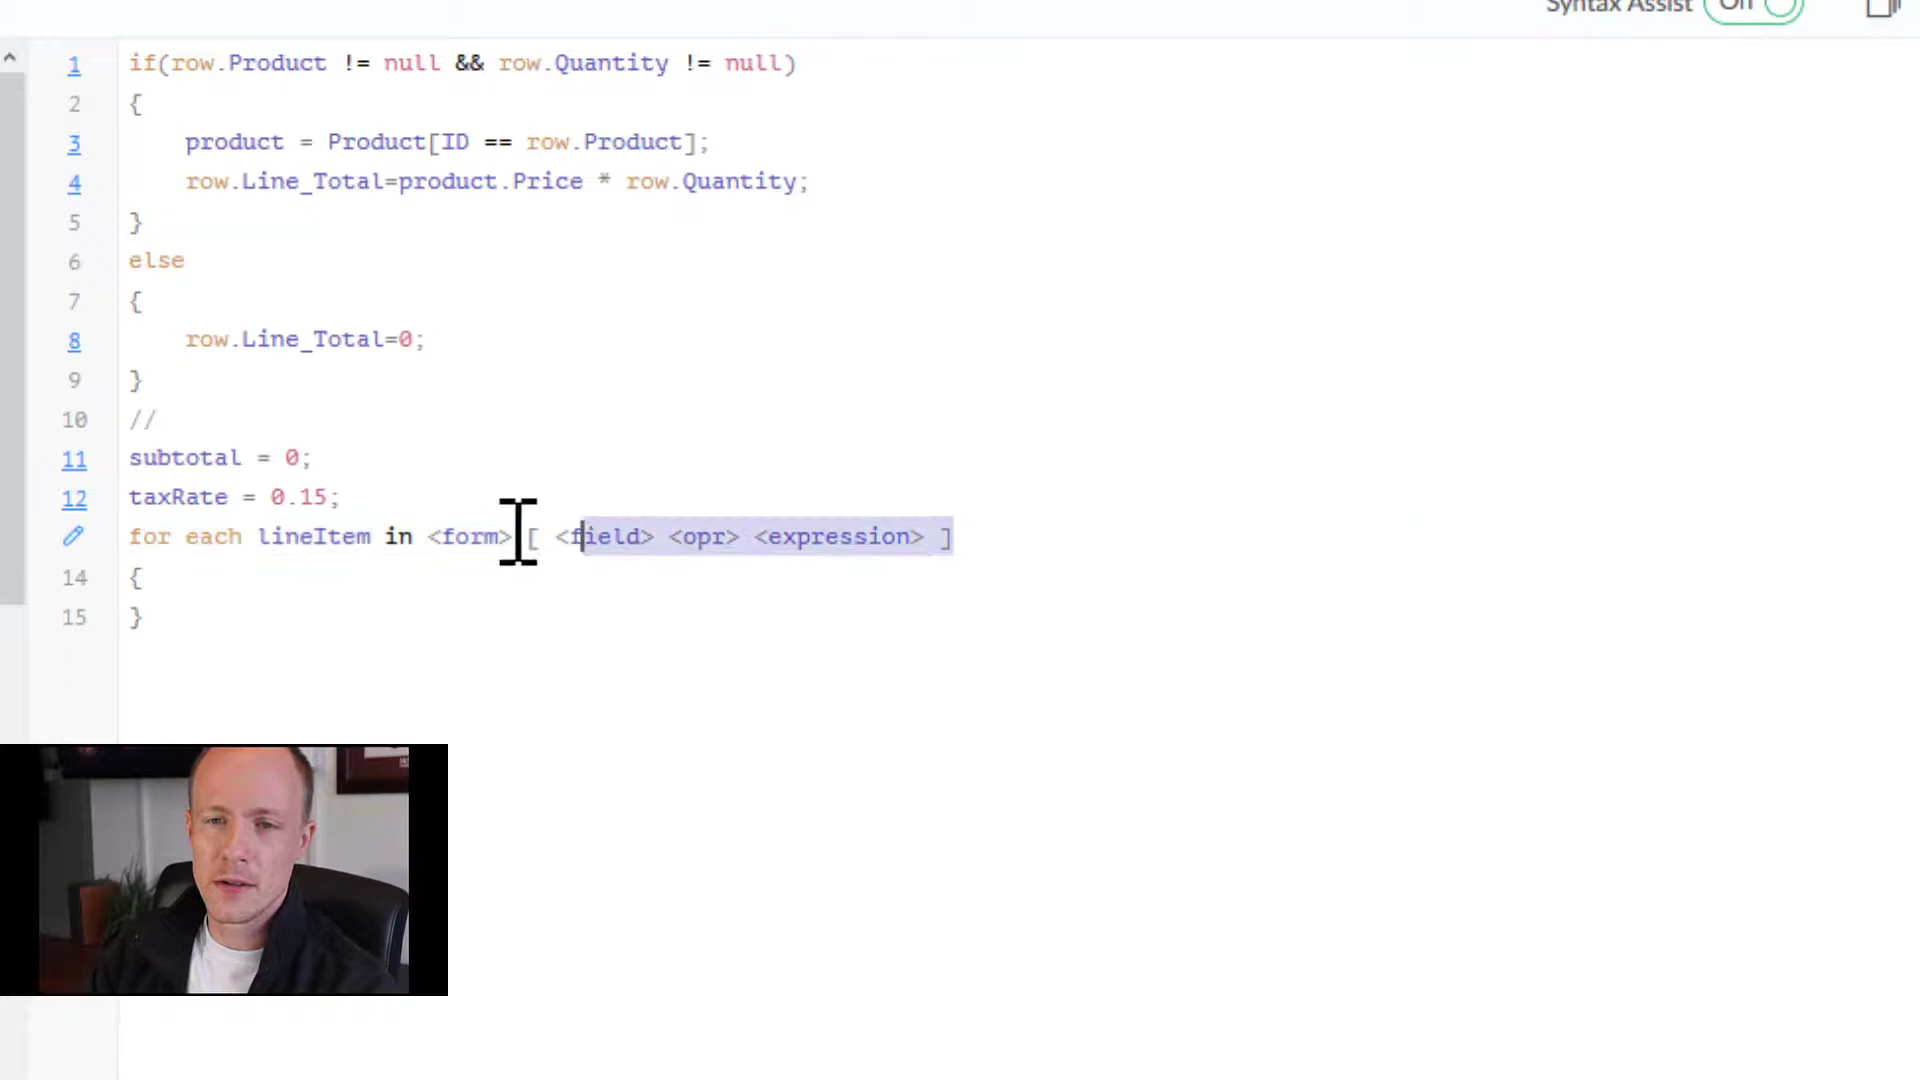 Syntax Assist On
1 if(row.Product != null && row.Quantity != null)
2 {
3 product = Product[ID == row.Product];
4 row.Line_Total=product.Price * row.Quantity;
5 }
6 else
7 {
8 row.Line_Total=0;
9 }
10 //
11 subtotal = 0;
12 taxRate = 0.15;
for each lineItem in <form> [ <field> <opr> <expression> ]
14 {
15 }